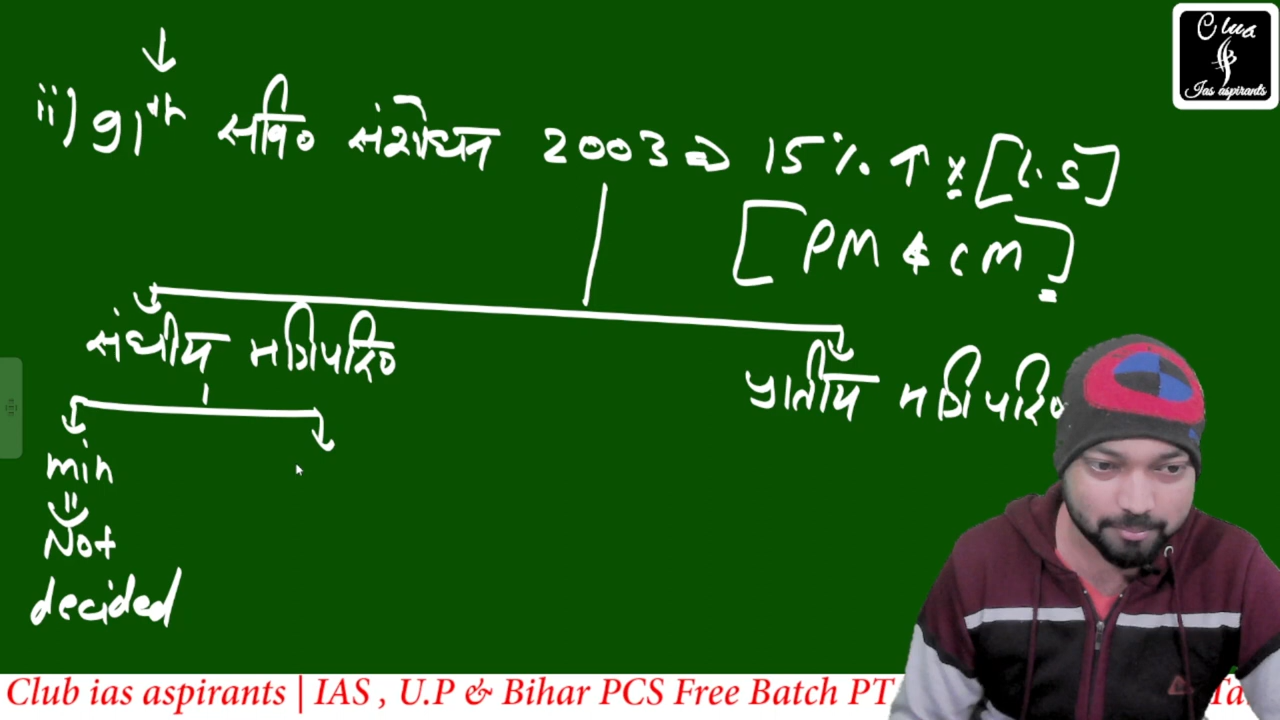 ii) 91th संवि० संशोधन 2003 ⇒ 15% ↑ x [L.S]
[PM & CM]
संघीय मंत्रिपरि०
प्रांतीय मंत्रिपरि०
min
Not
decided
Clua
Ias aspirants
Club ias aspirants | IAS , U.P & Bihar PCS Free Batch PT